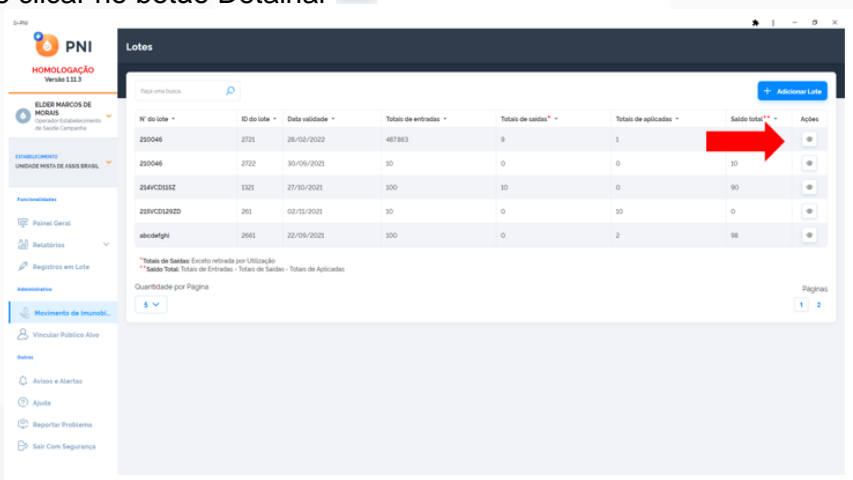 o clicar no botão Detalhar
SI-PNI
PNI
HOMOLOGAÇÃO
Versão 1.11.3
ELDER MARCOS DE MORAIS
Operador Estabelecimento de Saúde Campanha
ESTABELECIMENTO
UNIDADE MISTA DE ASSIS BRASIL
Funcionalidades
Painel Geral
Relatórios
Registros em Lote
Administrativo
Movimento de Imunobi...
Vincular Público Alvo
Outros
Avisos e Alertas
Ajuda
Reportar Problema
Sair Com Segurança
Lotes
Faça uma busca.
+ Adicionar Lote
N° do lote ID do lote Data validade Totais de entradas Totais de saídas* Totais de aplicadas Saldo total** Ações
210046 2721 28/02/2022 467863 9 1
210046 2722 30/09/2021 10 0 0 10
214VCD115Z 1321 27/10/2021 100 10 0 90
215VCD129ZD 261 02/11/2021 10 0 10 0
abcdefghi 2661 22/09/2021 100 0 2 98
*Totais de Saídas: Exceto retirada por Utilização
**Saldo Total: Totais de Entradas - Totais de Saídas - Totais de Aplicadas
Quantidade por Página
5
Páginas
1 2